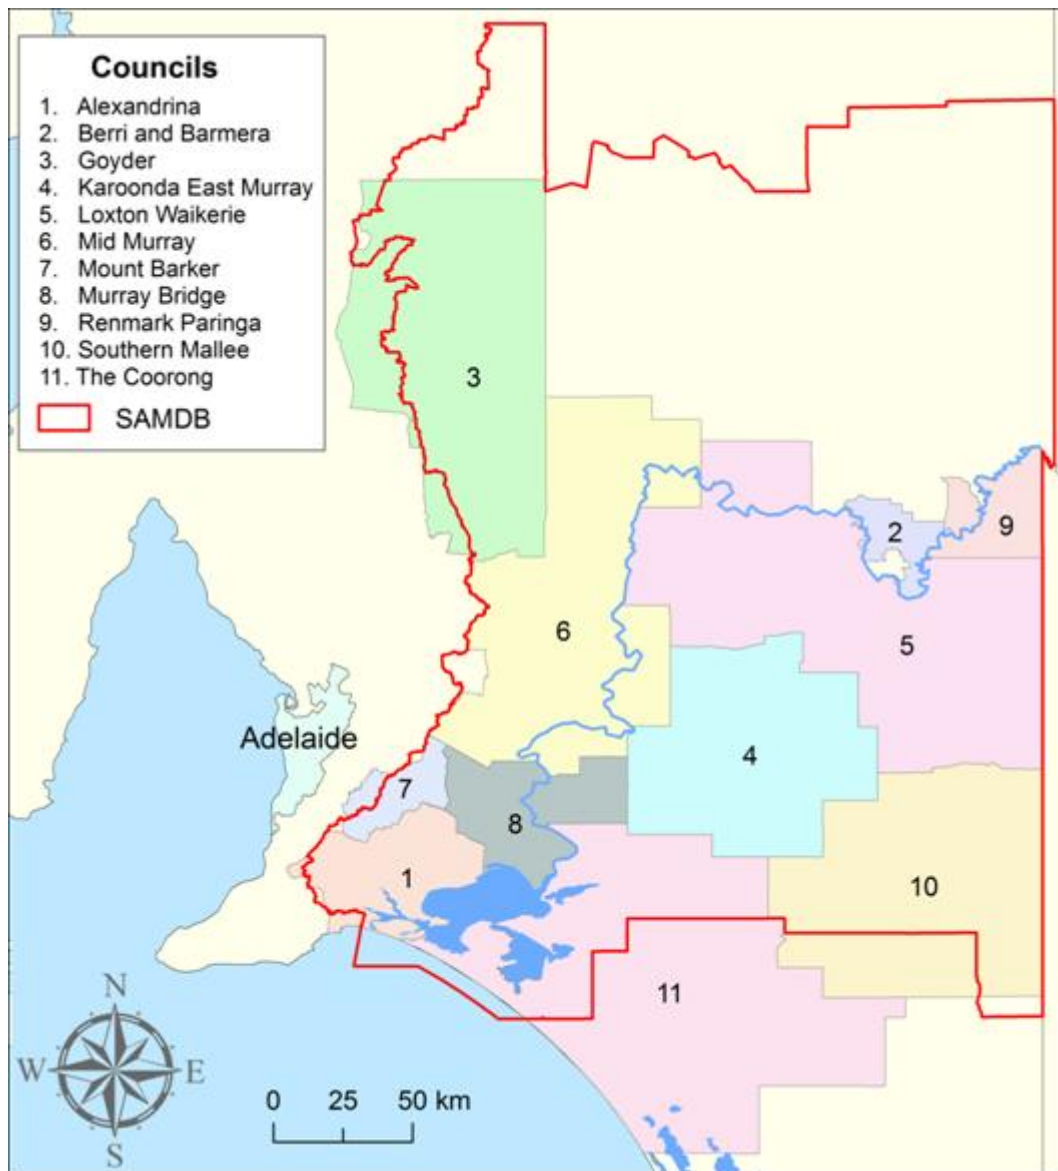 Councils
1. Alexandrina
2. Berri and Barmera
3. Goyder
4. Karoonda East Murray
5. Loxton Waikerie
6. Mid Murray
7. Mount Barker
8. Murray Bridge
9. Renmark Paringa
10. Southern Mallee
11. The Coorong
SAMDB
3
2
9
6
5
Adelaide
4
7
8
1
10
11
N
W E
S
0 25 50 km